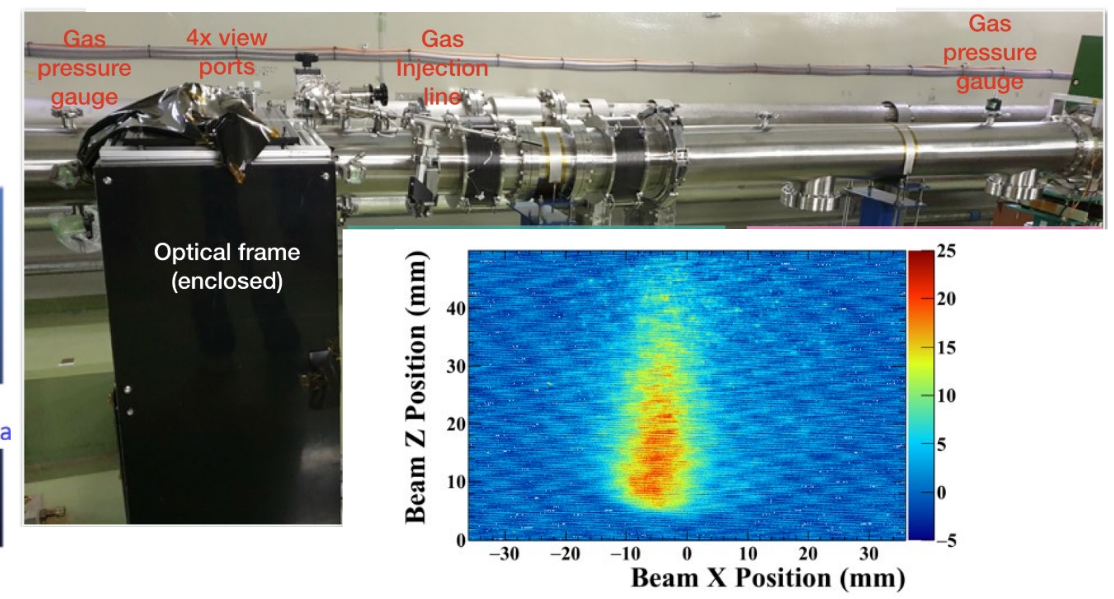 Gas
pressure
gauge
4x view
ports
Gas
Injection
line
Gas
pressure
gauge
Optical frame
(enclosed)
a
Beam Z Position (mm)
40
30
20
10
0
−30
−20
−10
0
10
20
30
Beam X Position (mm)
25
20
15
10
5
0
−5